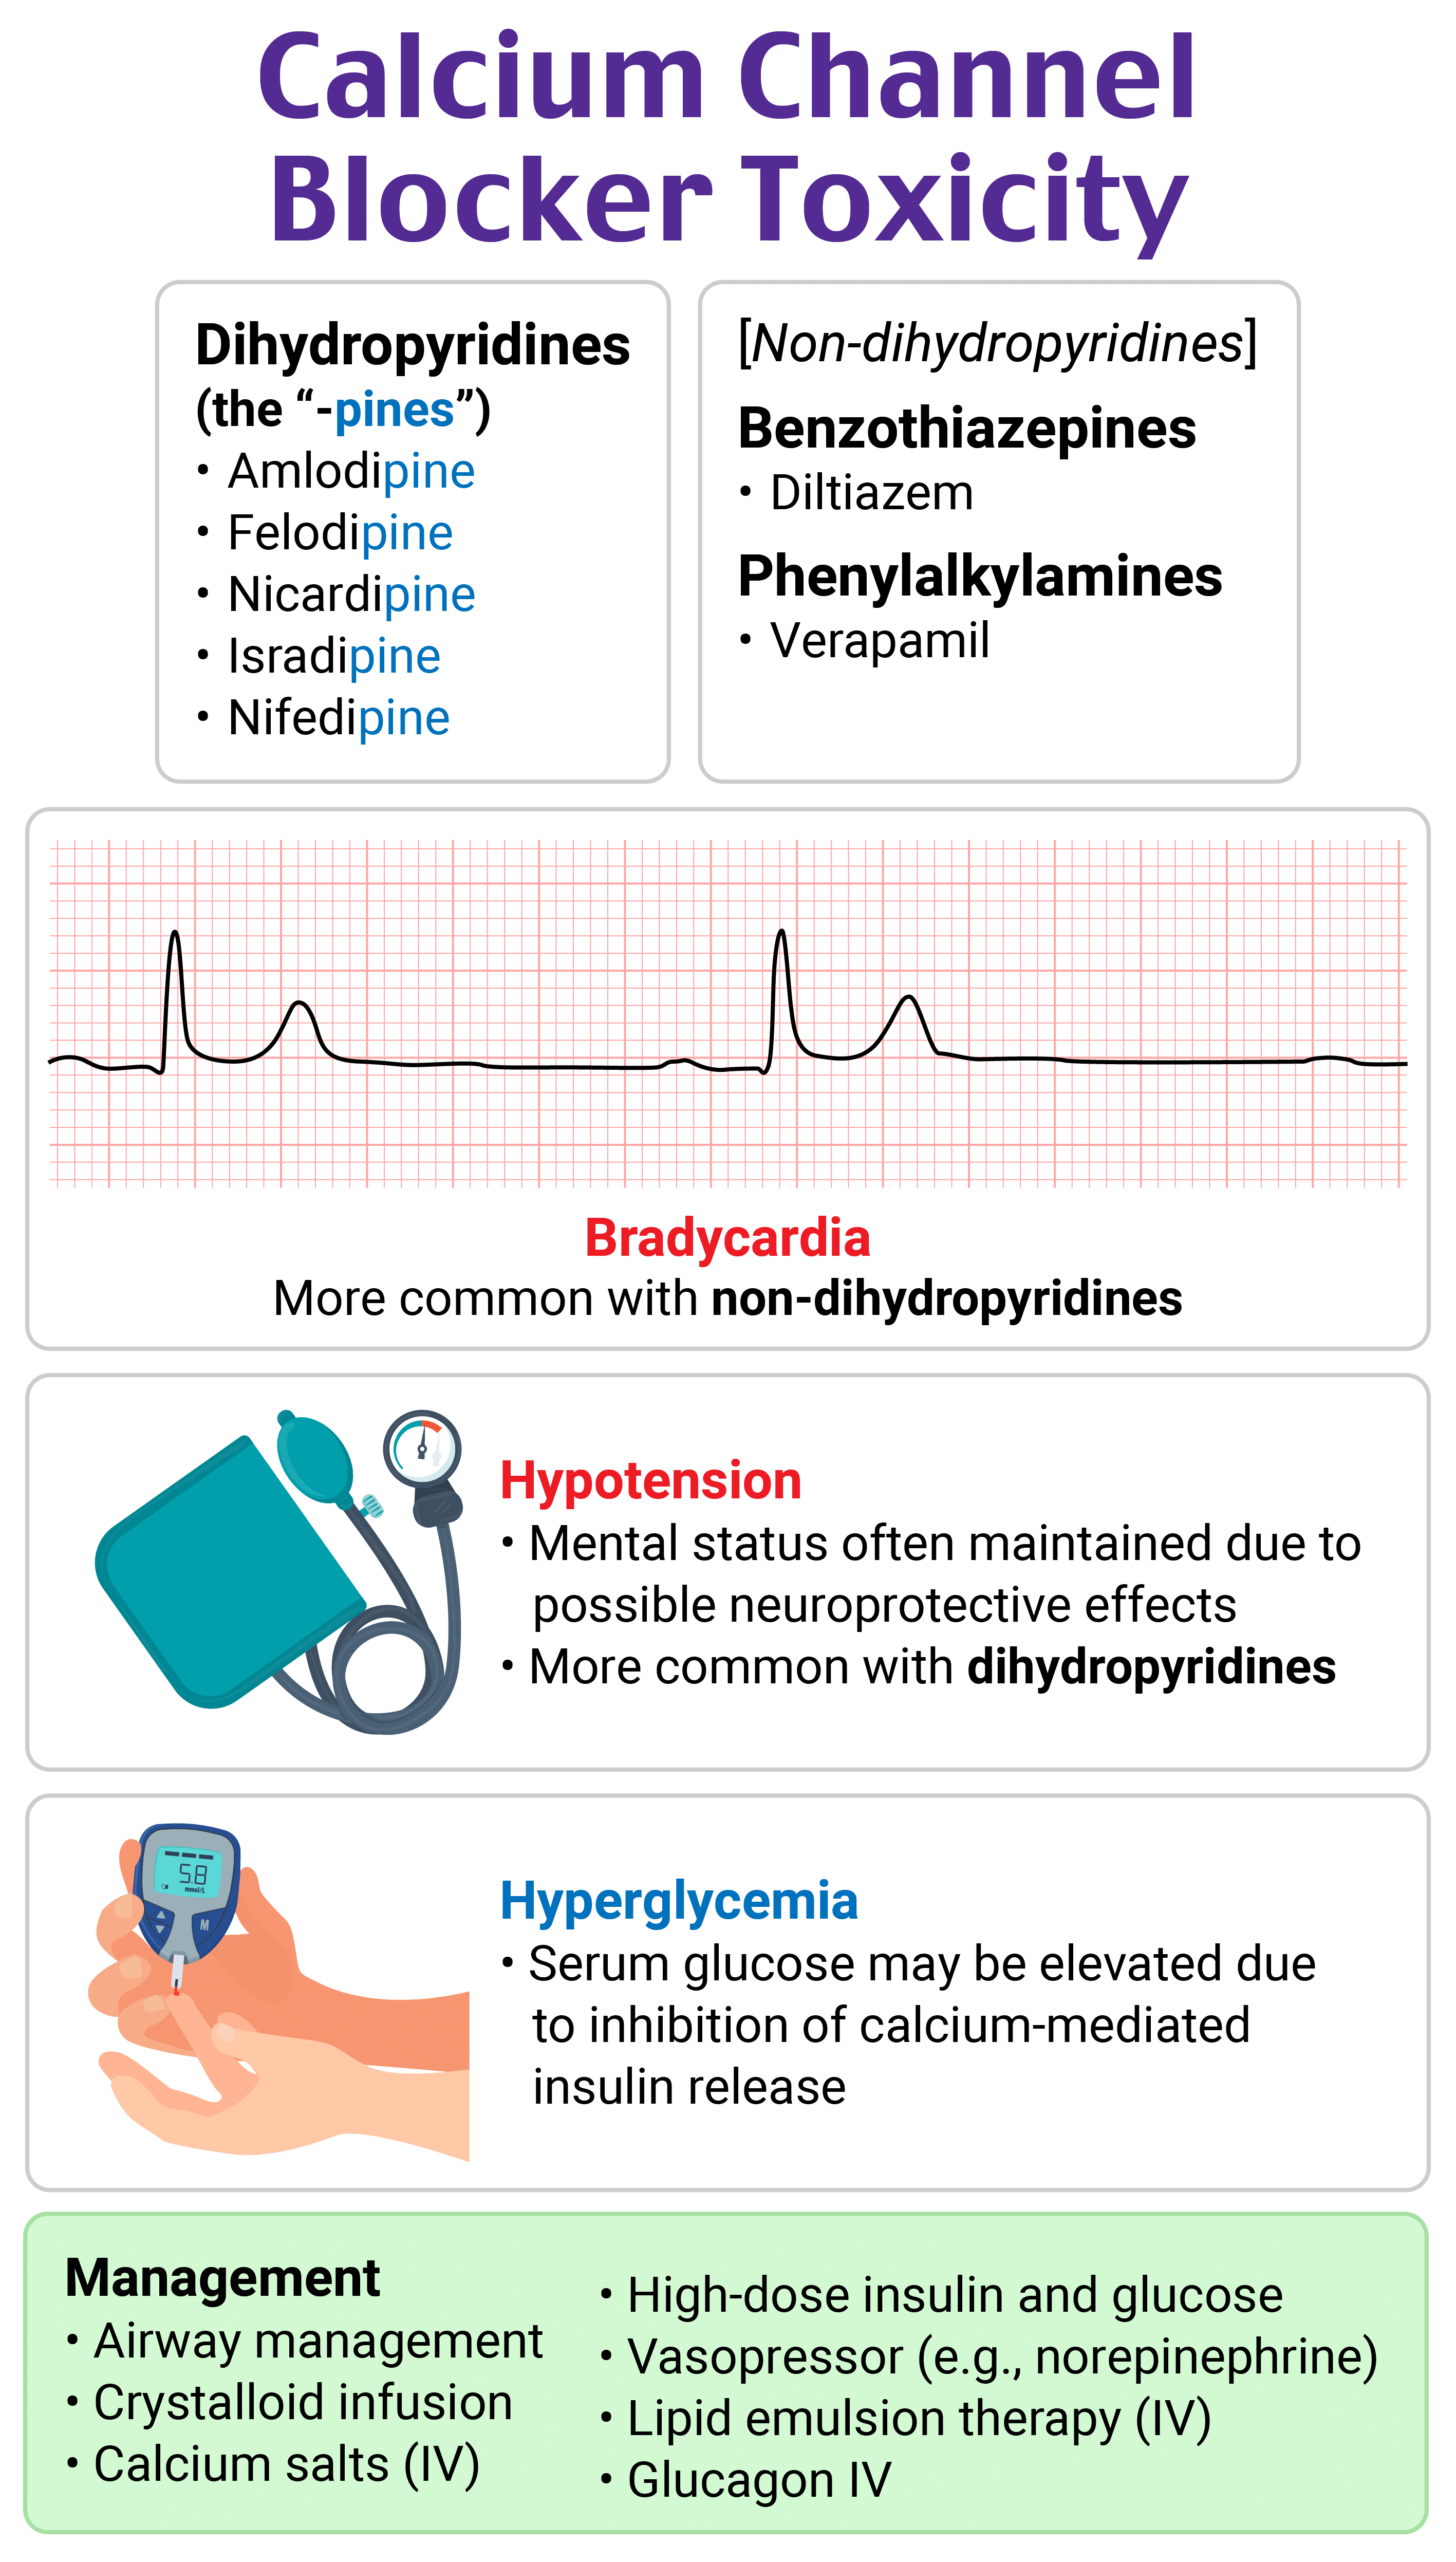 Calcium Channel
Blocker Toxicity
Dihydropyridines
(the “-pines”)
• Amlodipine
• Felodipine
• Nicardipine
• Isradipine
• Nifedipine
[Non-dihydropyridines]
Benzothiazepines
• Diltiazem
Phenylalkylamines
• Verapamil
Bradycardia
More common with non-dihydropyridines
Hypotension
• Mental status often maintained due to
possible neuroprotective effects
• More common with dihydropyridines
5.8
mmol/L
M
Hyperglycemia
• Serum glucose may be elevated due
to inhibition of calcium-mediated
insulin release
Management
• Airway management
• Crystalloid infusion
• Calcium salts (IV)
• High-dose insulin and glucose
• Vasopressor (e.g., norepinephrine)
• Lipid emulsion therapy (IV)
• Glucagon IV